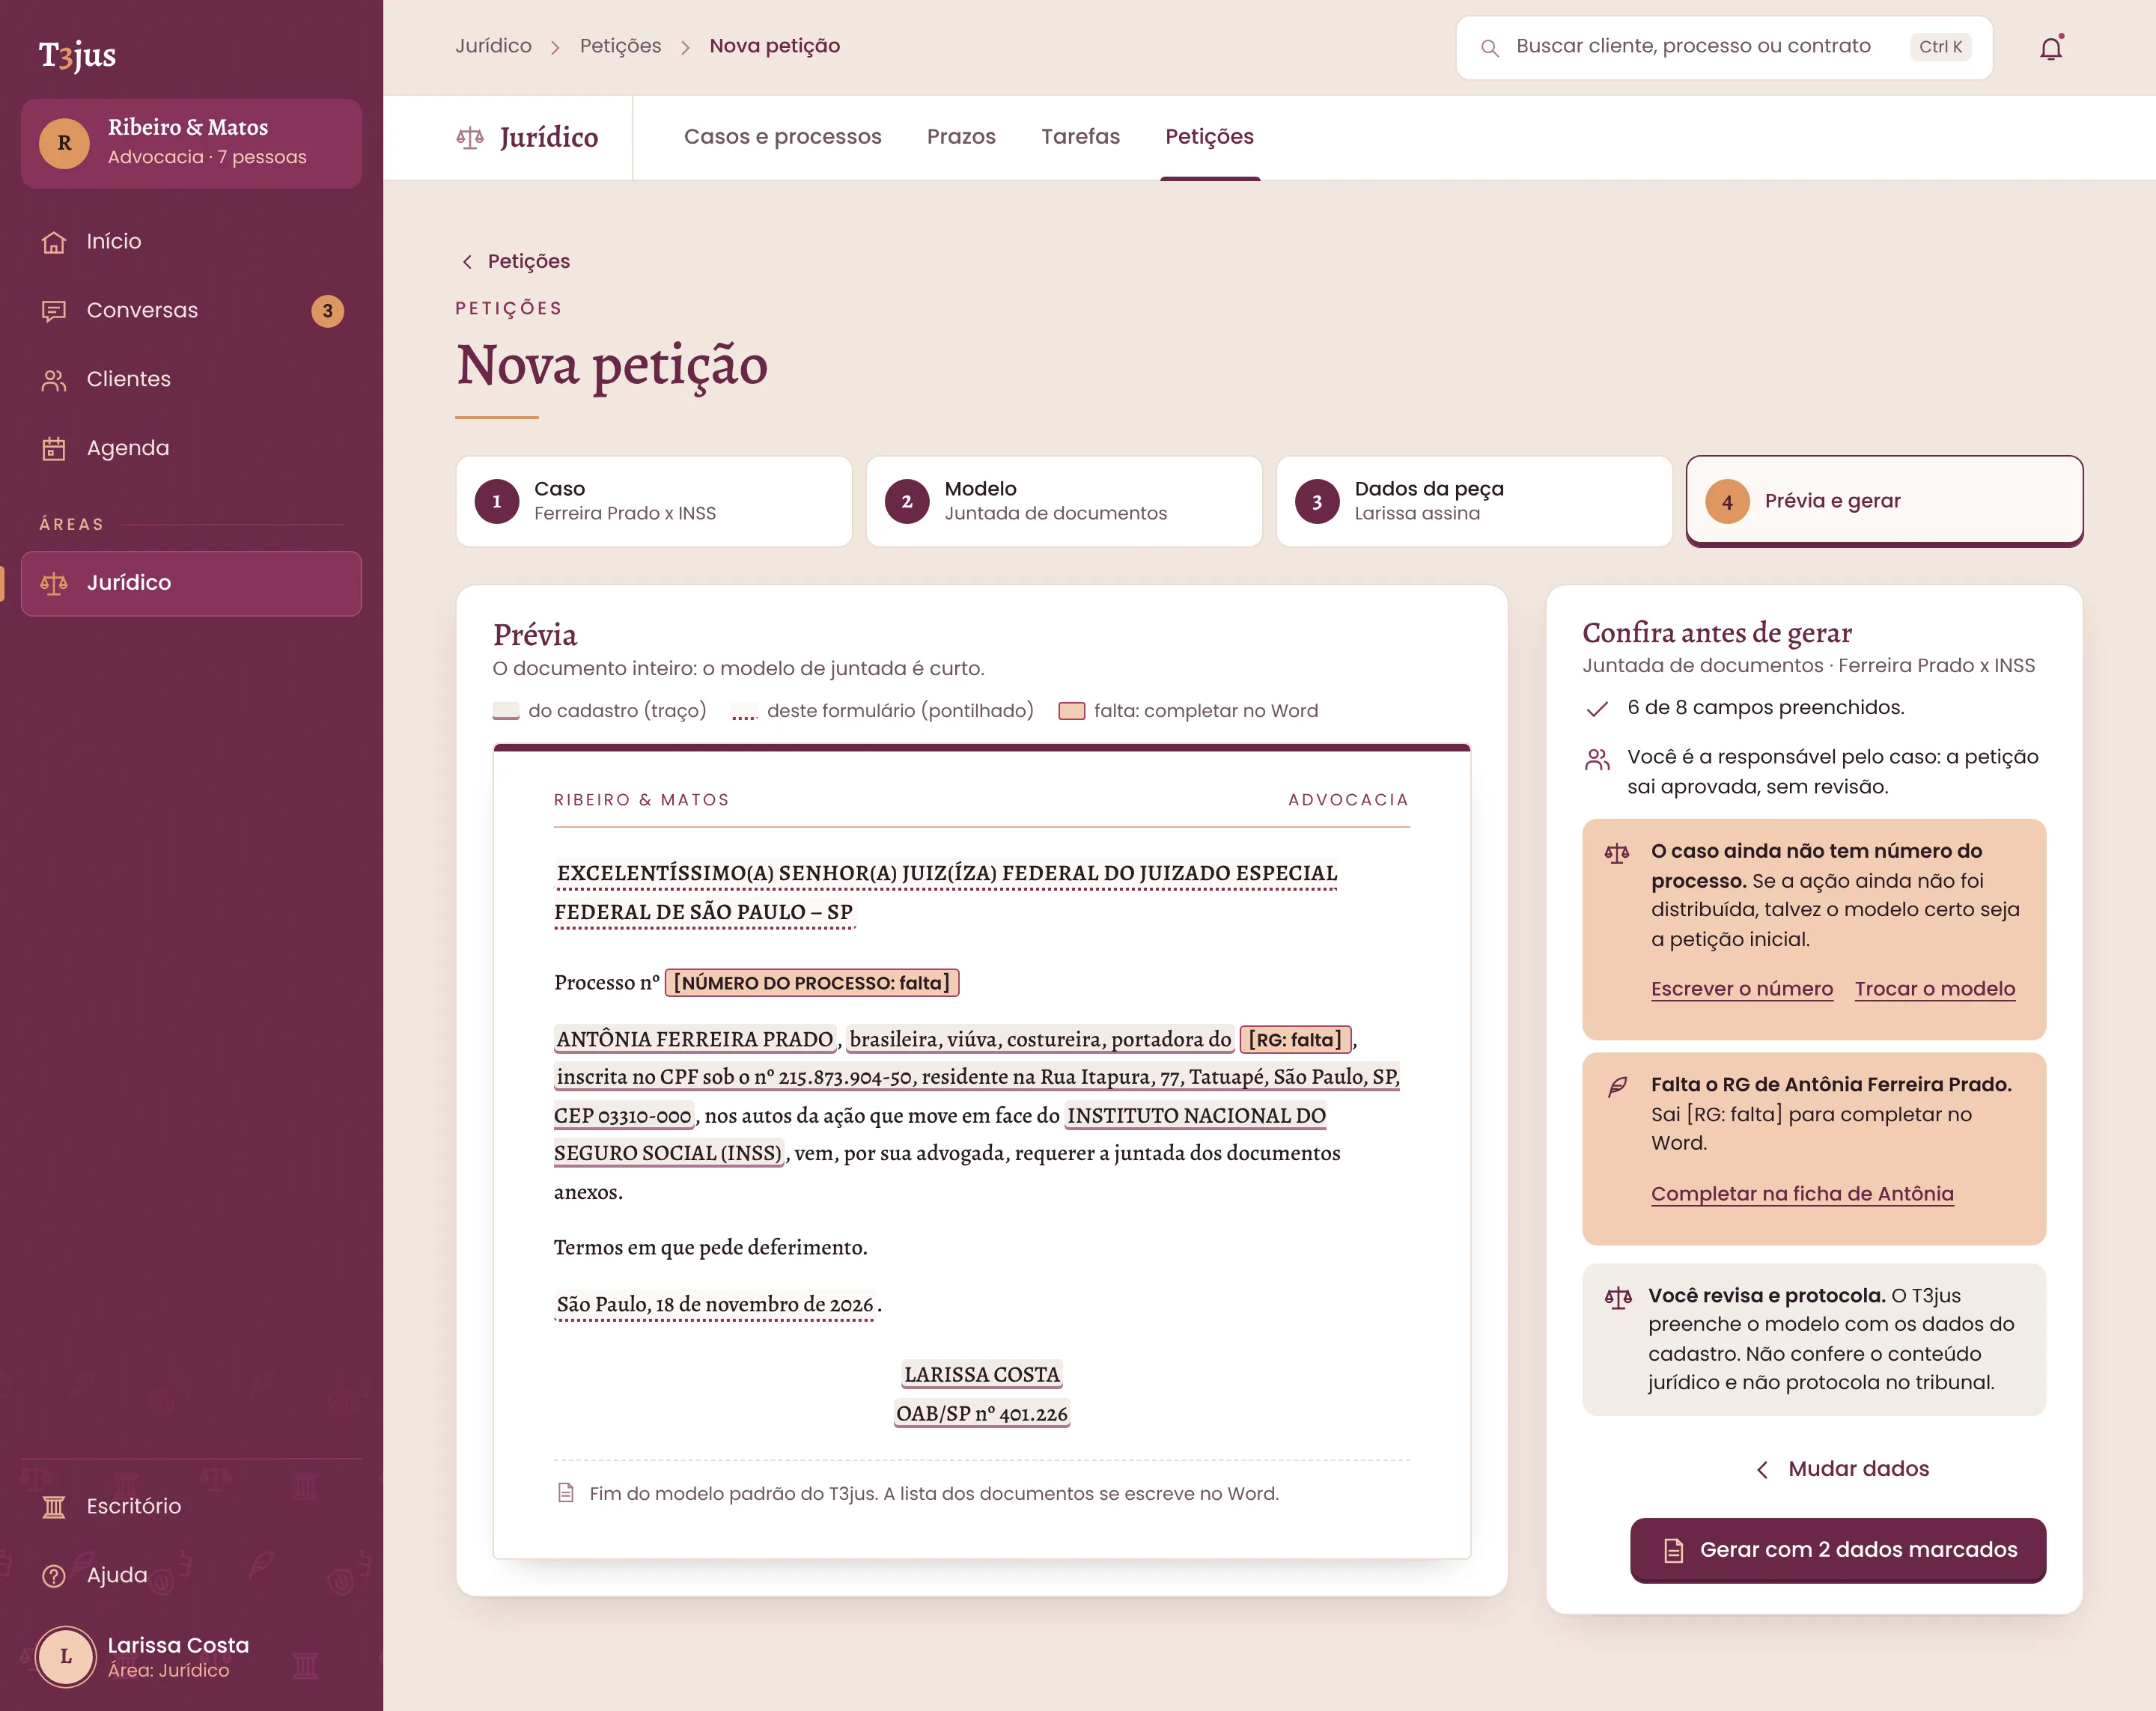 T3jus
R
Ribeiro & Matos
Advocacia · 7 pessoas
Início
Conversas
3
Clientes
Agenda
ÁREAS
Jurídico
Escritório
Ajuda
L
Larissa Costa
Área: Jurídico
Jurídico
Petições
Nova petição
Buscar cliente, processo ou contrato
Ctrl K
Jurídico
Casos e processos
Prazos
Tarefas
Petições
Petições
PETIÇÕES
Nova petição
1
Caso
Ferreira Prado x INSS
2
Modelo
Juntada de documentos
3
Dados da peça
Larissa assina
4
Prévia e gerar
Prévia
O documento inteiro: o modelo de juntada é curto.
do cadastro (traço)
deste formulário (pontilhado)
falta: completar no Word
RIBEIRO & MATOS
ADVOCACIA
EXCELENTÍSSIMO(A) SENHOR(A) JUIZ(ÍZA) FEDERAL DO JUIZADO ESPECIAL
FEDERAL DE SÃO PAULO – SP
Processo nº [NÚMERO DO PROCESSO: falta]
ANTÔNIA FERREIRA PRADO, brasileira, viúva, costureira, portadora do [RG: falta],
inscrita no CPF sob o nº 215.873.904-50, residente na Rua Itapura, 77, Tatuapé, São Paulo, SP,
CEP 03310-000, nos autos da ação que move em face do INSTITUTO NACIONAL DO
SEGURO SOCIAL (INSS), vem, por sua advogada, requerer a juntada dos documentos
anexos.
Termos em que pede deferimento.
São Paulo, 18 de novembro de 2026.
LARISSA COSTA
OAB/SP nº 401.226
Fim do modelo padrão do T3jus. A lista dos documentos se escreve no Word.
Confira antes de gerar
Juntada de documentos · Ferreira Prado x INSS
6 de 8 campos preenchidos.
Você é a responsável pelo caso: a petição
sai aprovada, sem revisão.
O caso ainda não tem número do
processo. Se a ação ainda não foi
distribuída, talvez o modelo certo seja
a petição inicial.
Escrever o número
Trocar o modelo
Falta o RG de Antônia Ferreira Prado.
Sai [RG: falta] para completar no
Word.
Completar na ficha de Antônia
Você revisa e protocola. O T3jus
preenche o modelo com os dados do
cadastro. Não confere o conteúdo
jurídico e não protocola no tribunal.
Mudar dados
Gerar com 2 dados marcados